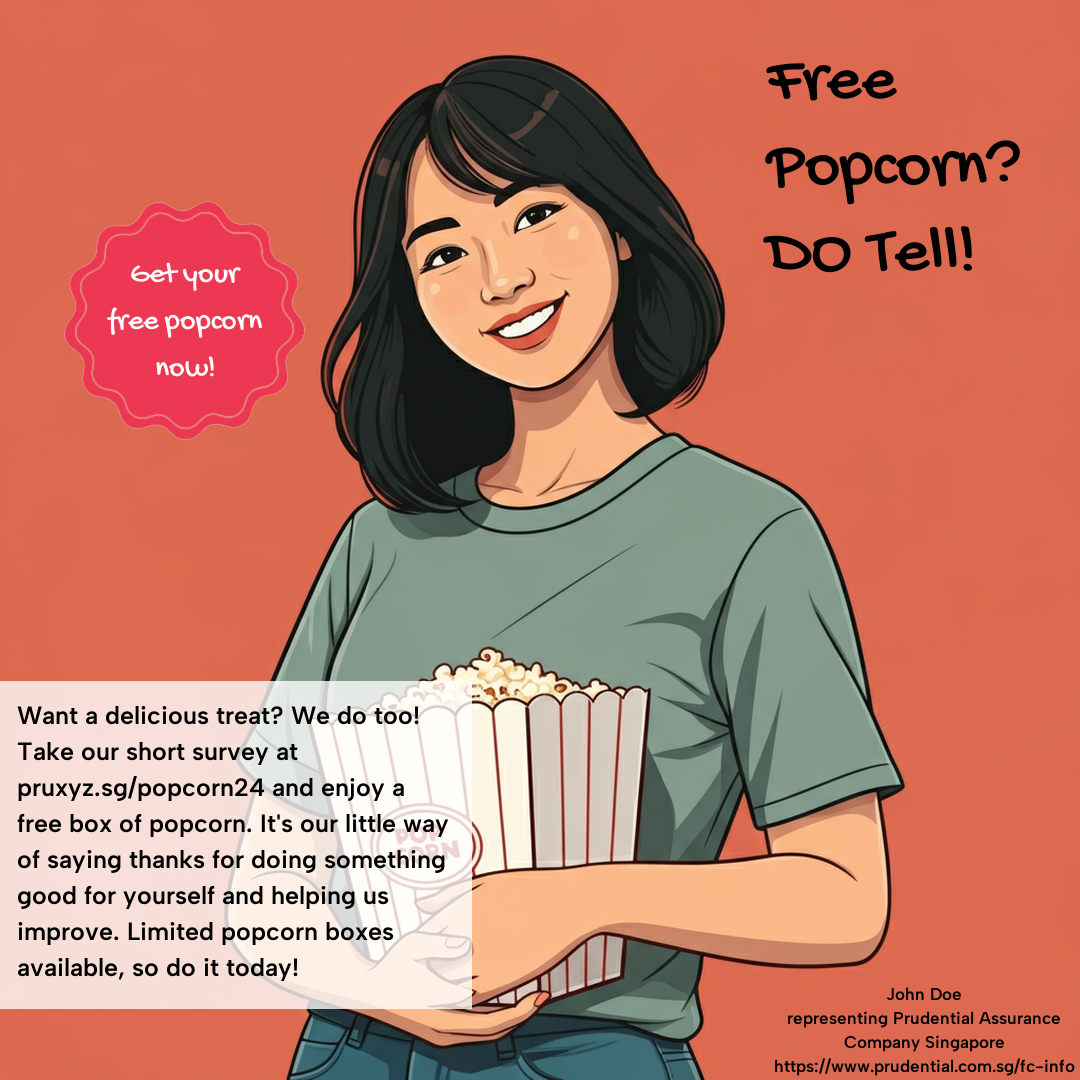 Free
Popcorn?
DO Tell!
Get your
free popcorn
now!
Want a delicious treat? We do too!
Take our short survey at
pruxyz.sg/popcorn24 and enjoy a
free box of popcorn. It's our little way
of saying thanks for doing something
good for yourself and helping us
improve. Limited popcorn boxes
available, so do it today!
POP
CORN
John Doe
representing Prudential Assurance
Company Singapore
https://www.prudential.com.sg/fc-info